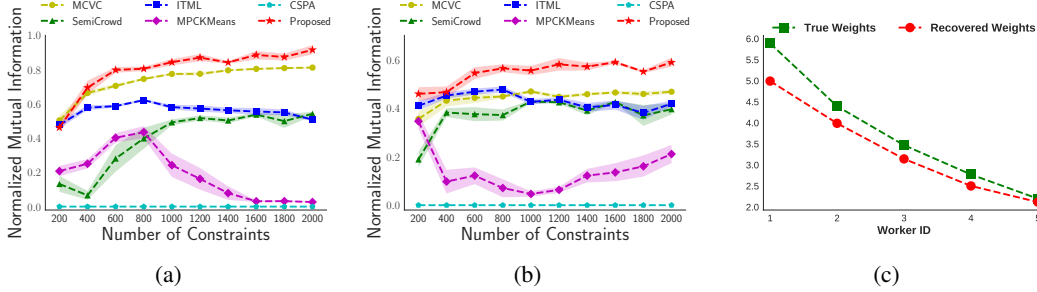 MCVC ITML CSPA
SemiCrowd MPCKMeans Proposed
Normalized Mutual Information
1.0
0.8
0.6
0.4
0.2
0.0
200 400 600 800 1000 1200 1400 1600 1800 2000
Number of Constraints
(a)
MCVC ITML CSPA
SemiCrowd MPCKMeans Proposed
Normalized Mutual Information
0.6
0.4
0.2
0.0
200 400 600 800 1000 1200 1400 1600 1800 2000
Number of Constraints
(b)
True Weights Recovered Weights
6.0
5.5
5.0
4.5
4.0
3.5
3.0
2.5
2.0
1 2 3 4 5
Worker ID
(c)